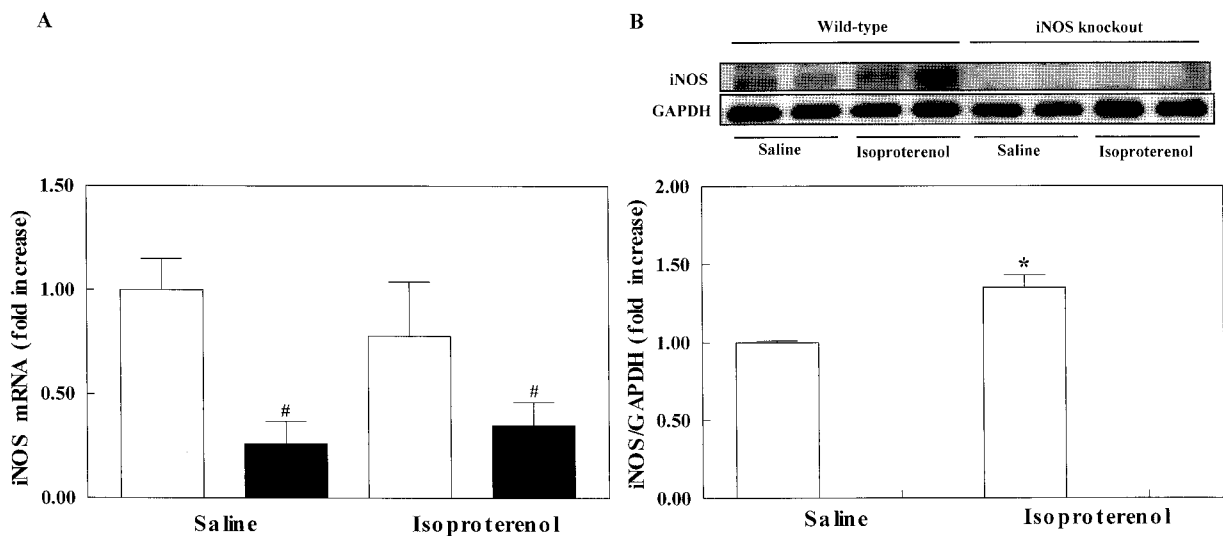 A
B
Wild-type iNOS knockout
iNOS
GAPDH
Saline Isoproterenol Saline Isoproterenol
iNOS mRNA (fold increase)
1.50
1.00
0.50
0.00
#
#
Saline Isoproterenol
iNOS/GAPDH (fold increase)
2.00
1.50
1.00
0.50
0.00
*
Saline Isoproterenol